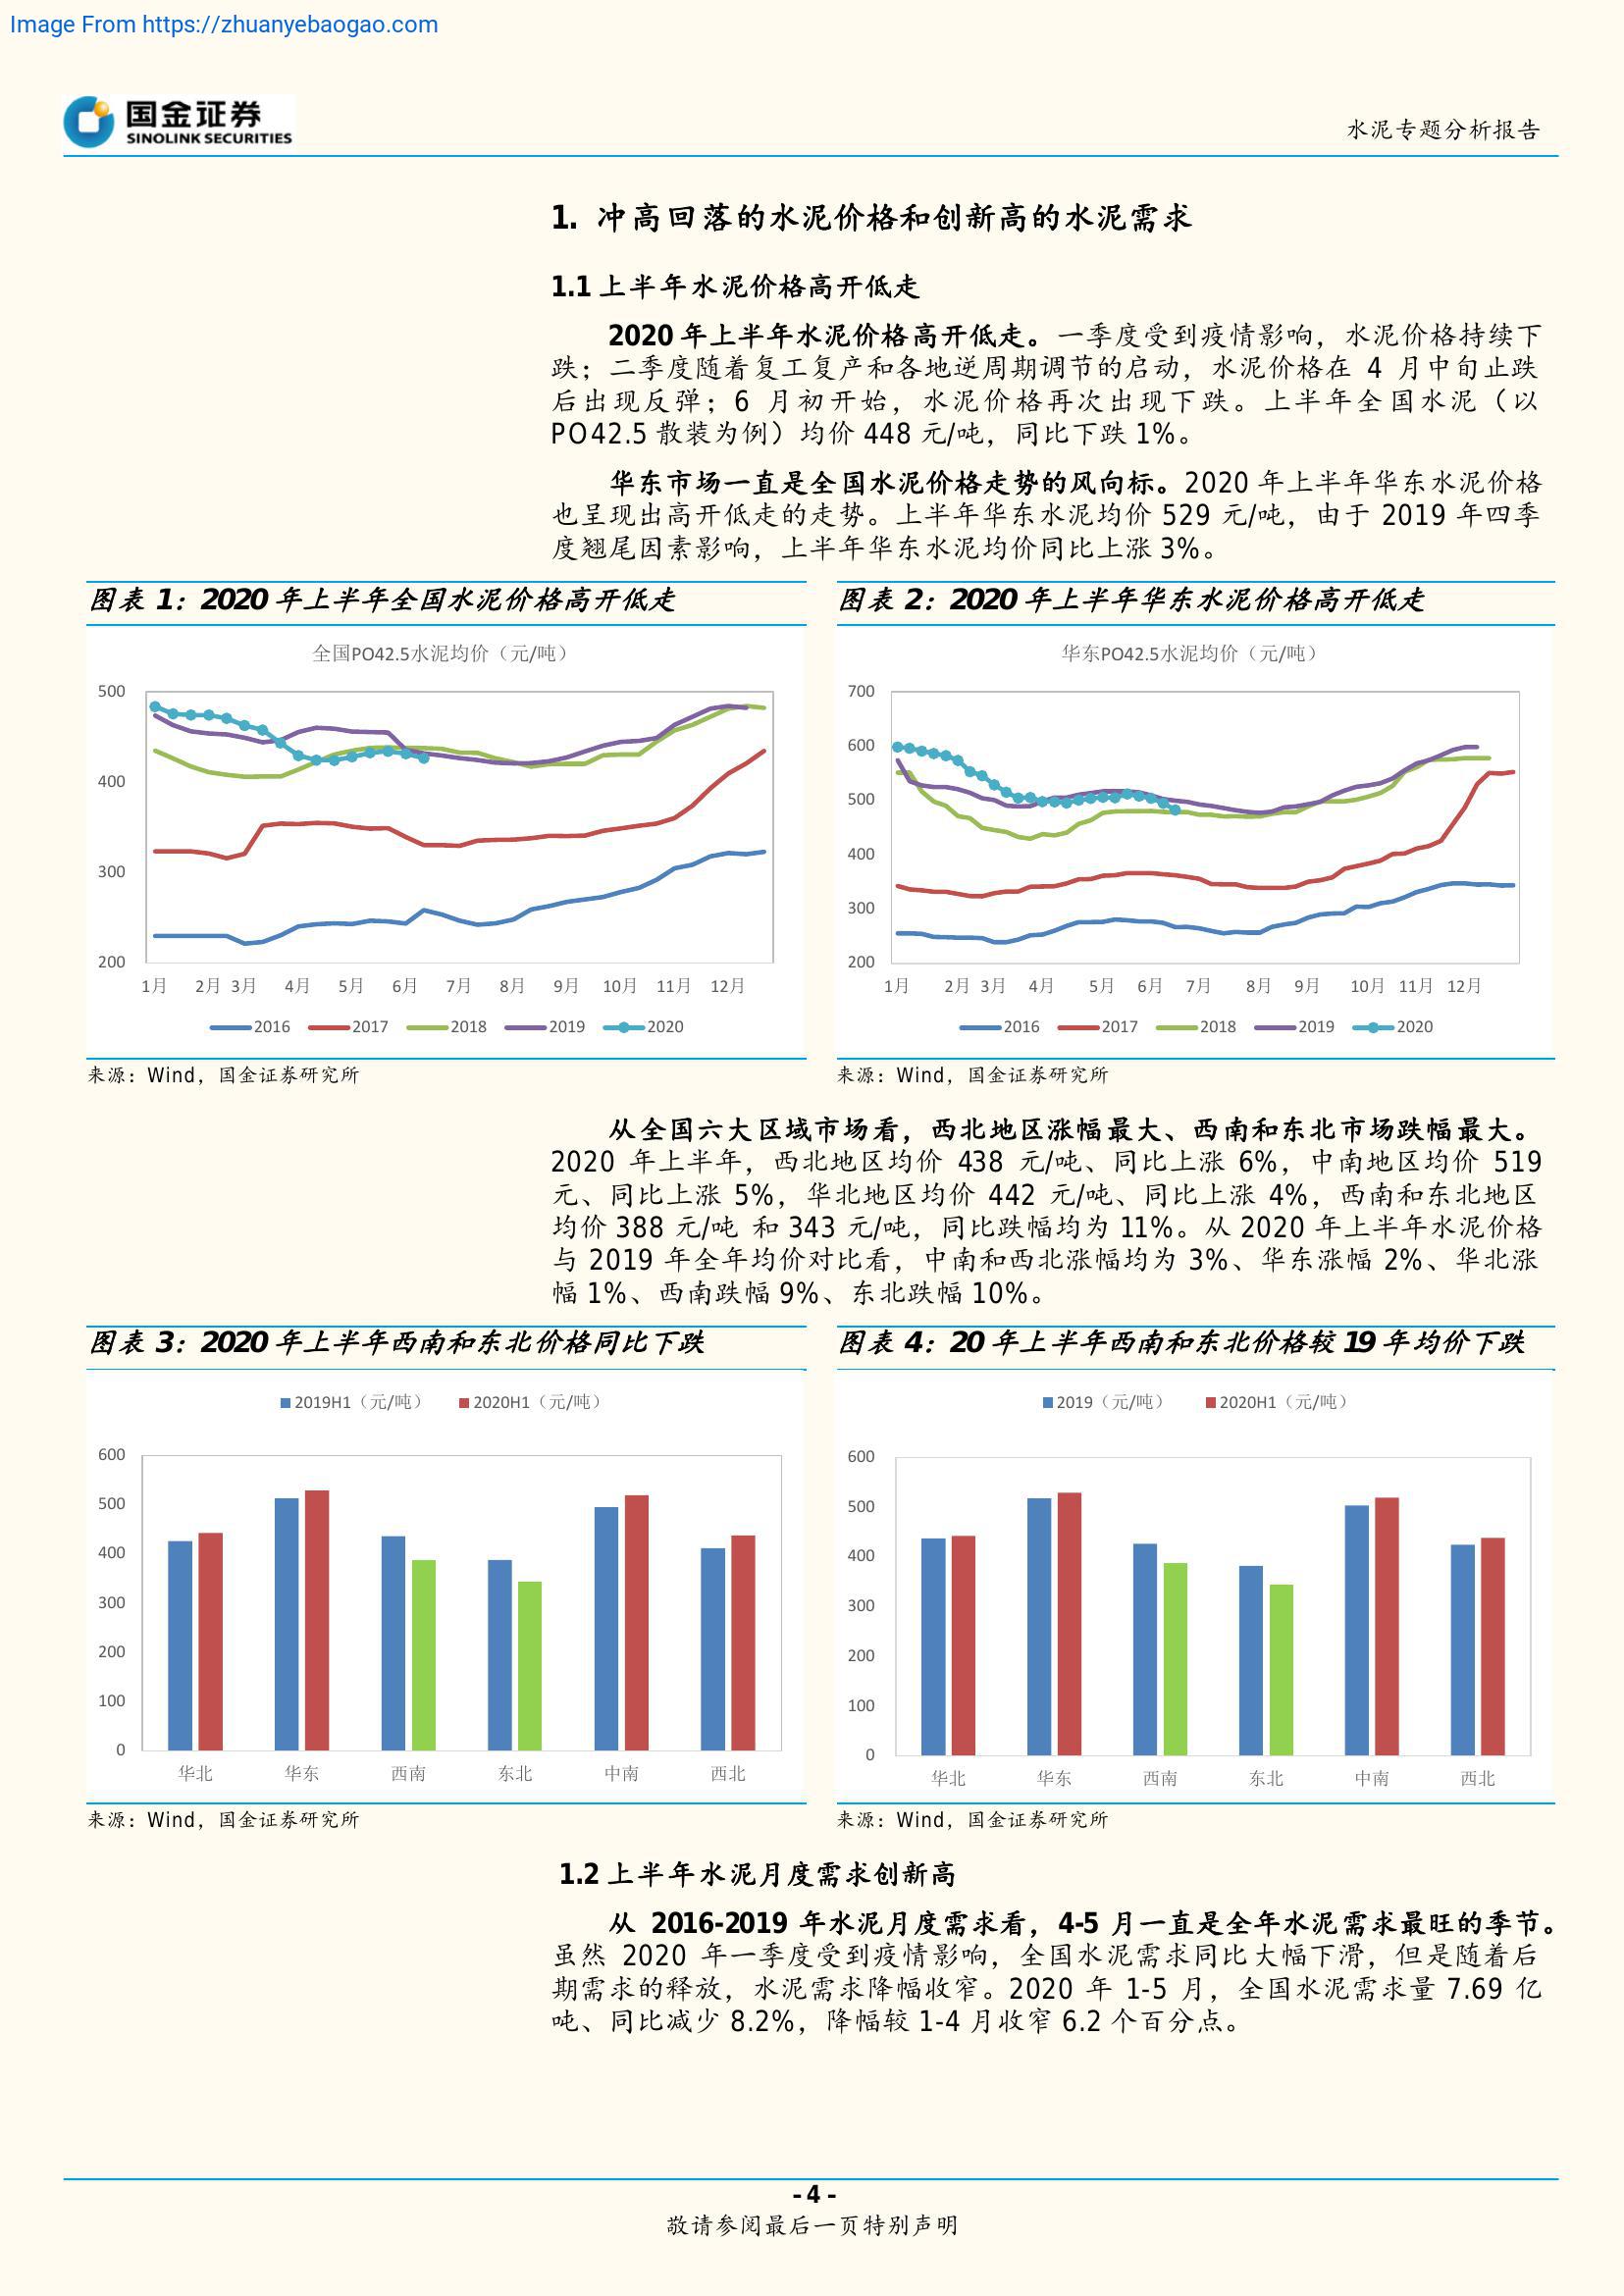 Image From https://zhuanyebaogao.com
国金证券
SINOLINK SECURITIES
水泥专题分析报告
1. 冲高回落的水泥价格和创新高的水泥需求
1.1 上半年水泥价格高开低走
2020 年上半年水泥价格高开低走。一季度受到疫情影响，水泥价格持续下
跌；二季度随着复工复产和各地逆周期调节的启动，水泥价格在 4 月中旬止跌
后出现反弹；6 月初开始，水泥价格再次出现下跌。上半年全国水泥（以
PO42.5 散装为例）均价 448 元/吨，同比下跌 1%。
华东市场一直是全国水泥价格走势的风向标。2020 年上半年华东水泥价格
也呈现出高开低走的走势。上半年华东水泥均价 529 元/吨，由于 2019 年四季
度翘尾因素影响，上半年华东水泥均价同比上涨 3%。
图表 1：2020 年上半年全国水泥价格高开低走
全国PO42.5水泥均价（元/吨）
500
400
300
200
1月 2月 3月 4月 5月 6月 7月 8月 9月 10月 11月 12月
2016 2017 2018 2019 2020
来源：Wind，国金证券研究所
图表 2：2020 年上半年华东水泥价格高开低走
华东PO42.5水泥均价（元/吨）
700
600
500
400
300
200
1月 2月 3月 4月 5月 6月 7月 8月 9月 10月 11月 12月
2016 2017 2018 2019 2020
来源：Wind，国金证券研究所
从全国六大区域市场看，西北地区涨幅最大、西南和东北市场跌幅最大。
2020 年上半年，西北地区均价 438 元/吨、同比上涨 6%，中南地区均价 519
元、同比上涨 5%，华北地区均价 442 元/吨、同比上涨 4%，西南和东北地区
均价 388 元/吨 和 343 元/吨，同比跌幅均为 11%。从 2020 年上半年水泥价格
与 2019 年全年均价对比看，中南和西北涨幅均为 3%、华东涨幅 2%、华北涨
幅 1%、西南跌幅 9%、东北跌幅 10%。
图表 3：2020 年上半年西南和东北价格同比下跌
2019H1（元/吨） 2020H1（元/吨）
600
500
400
300
200
100
0
华北 华东 西南 东北 中南 西北
来源：Wind，国金证券研究所
图表 4：20 年上半年西南和东北价格较 19 年均价下跌
2019（元/吨） 2020H1（元/吨）
600
500
400
300
200
100
0
华北 华东 西南 东北 中南 西北
来源：Wind，国金证券研究所
1.2 上半年水泥月度需求创新高
从 2016-2019 年水泥月度需求看，4-5 月一直是全年水泥需求最旺的季节。
虽然 2020 年一季度受到疫情影响，全国水泥需求同比大幅下滑，但是随着后
期需求的释放，水泥需求降幅收窄。2020 年 1-5 月，全国水泥需求量 7.69 亿
吨、同比减少 8.2%，降幅较 1-4 月收窄 6.2 个百分点。
- 4 -
敬请参阅最后一页特别声明